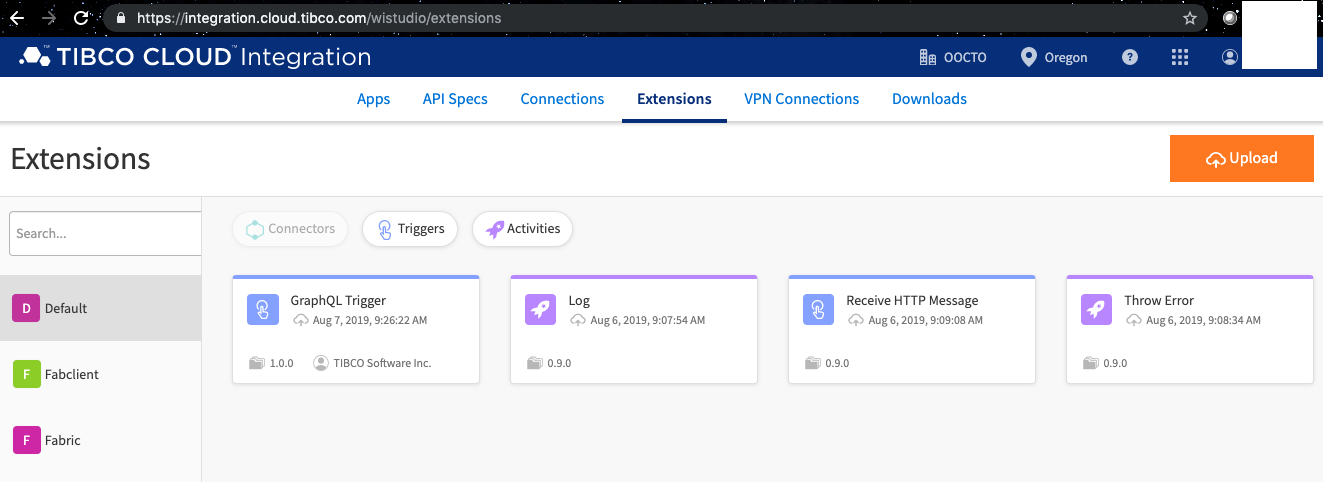 https://integration.cloud.tibco.com/wistudio/extensions
TIBCO CLOUD™ Integration
OOCTO
Oregon
?
Apps
API Specs
Connections
Extensions
VPN Connections
Downloads
Extensions
Upload
Search...
Connectors
Triggers
Activities
D Default
F Fabclient
F Fabric
GraphQL Trigger
Aug 7, 2019, 9:26:22 AM
1.0.0
TIBCO Software Inc.
Log
Aug 6, 2019, 9:07:54 AM
0.9.0
Receive HTTP Message
Aug 6, 2019, 9:09:08 AM
0.9.0
Throw Error
Aug 6, 2019, 9:08:34 AM
0.9.0